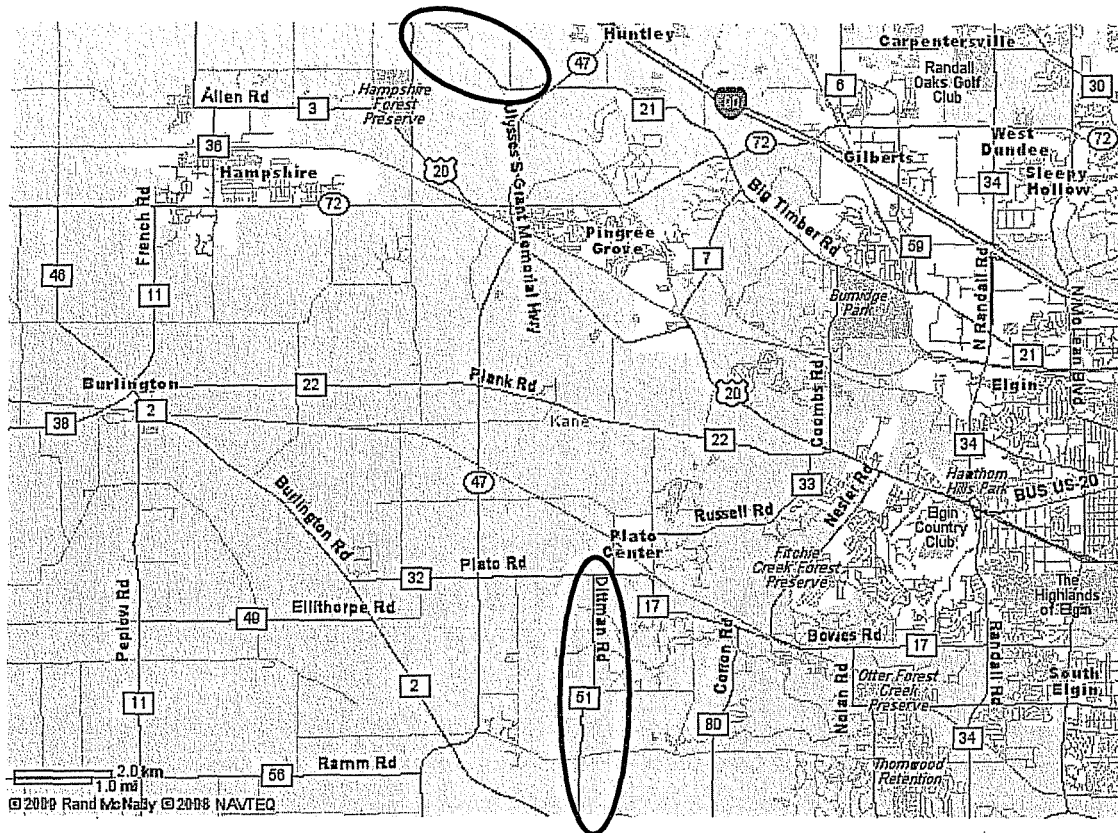 Huntley
47
Carpentersville
Randall
Oaks Golf
Club
6
30
Allen Rd
3
Hampshire
Forest
Preserve
21
90
72
36
20
Hampshire
Ulysses S Grant Memorial Hwy
Gilberts
West
Dundee
72
Sleepy
Hollow
34
72
French Rd
Pingree
Grove
Big Timber Rd
7
59
46
11
Burnidge
Park
N Randall Rd
N McLean Blvd
21
Burlington
22
Plank Rd
Elgin
2
38
Kane
20
Coombs Rd
22
34
33
Hawthorn
Hills Park
BUS US-20
47
Burlington Rd
Russell Rd
Nesler Rd
Elgin
Country
Club
Plato
Center
Fitchie
Creek Forest
Preserve
Plato Rd
32
Dittman Rd
The
Highlands
of Elgin
Peplow Rd
49
Ellithorpe Rd
17
Bowes Rd
17
Randall Rd
Corron Rd
Nolan Rd
Otter Forest
Creek
Preserve
South
Elgin
2
11
51
80
34
Thornwood
Retention
Ramm Rd
56
2.0 km
1.0 mi
©2009 Rand McNally ©2008 NAVTEQ